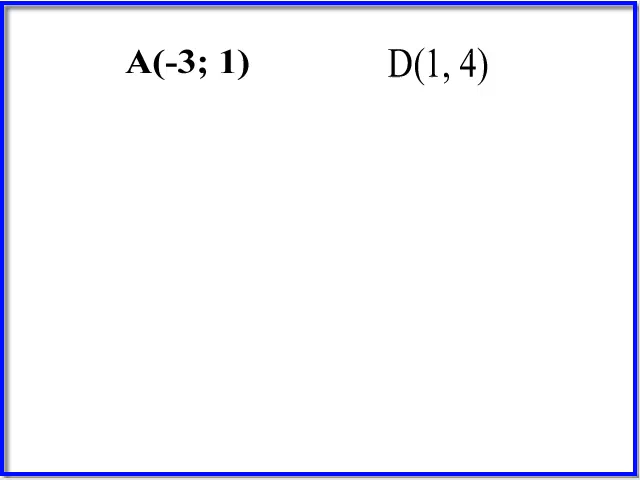 A(-3; 1) D(1, 4)